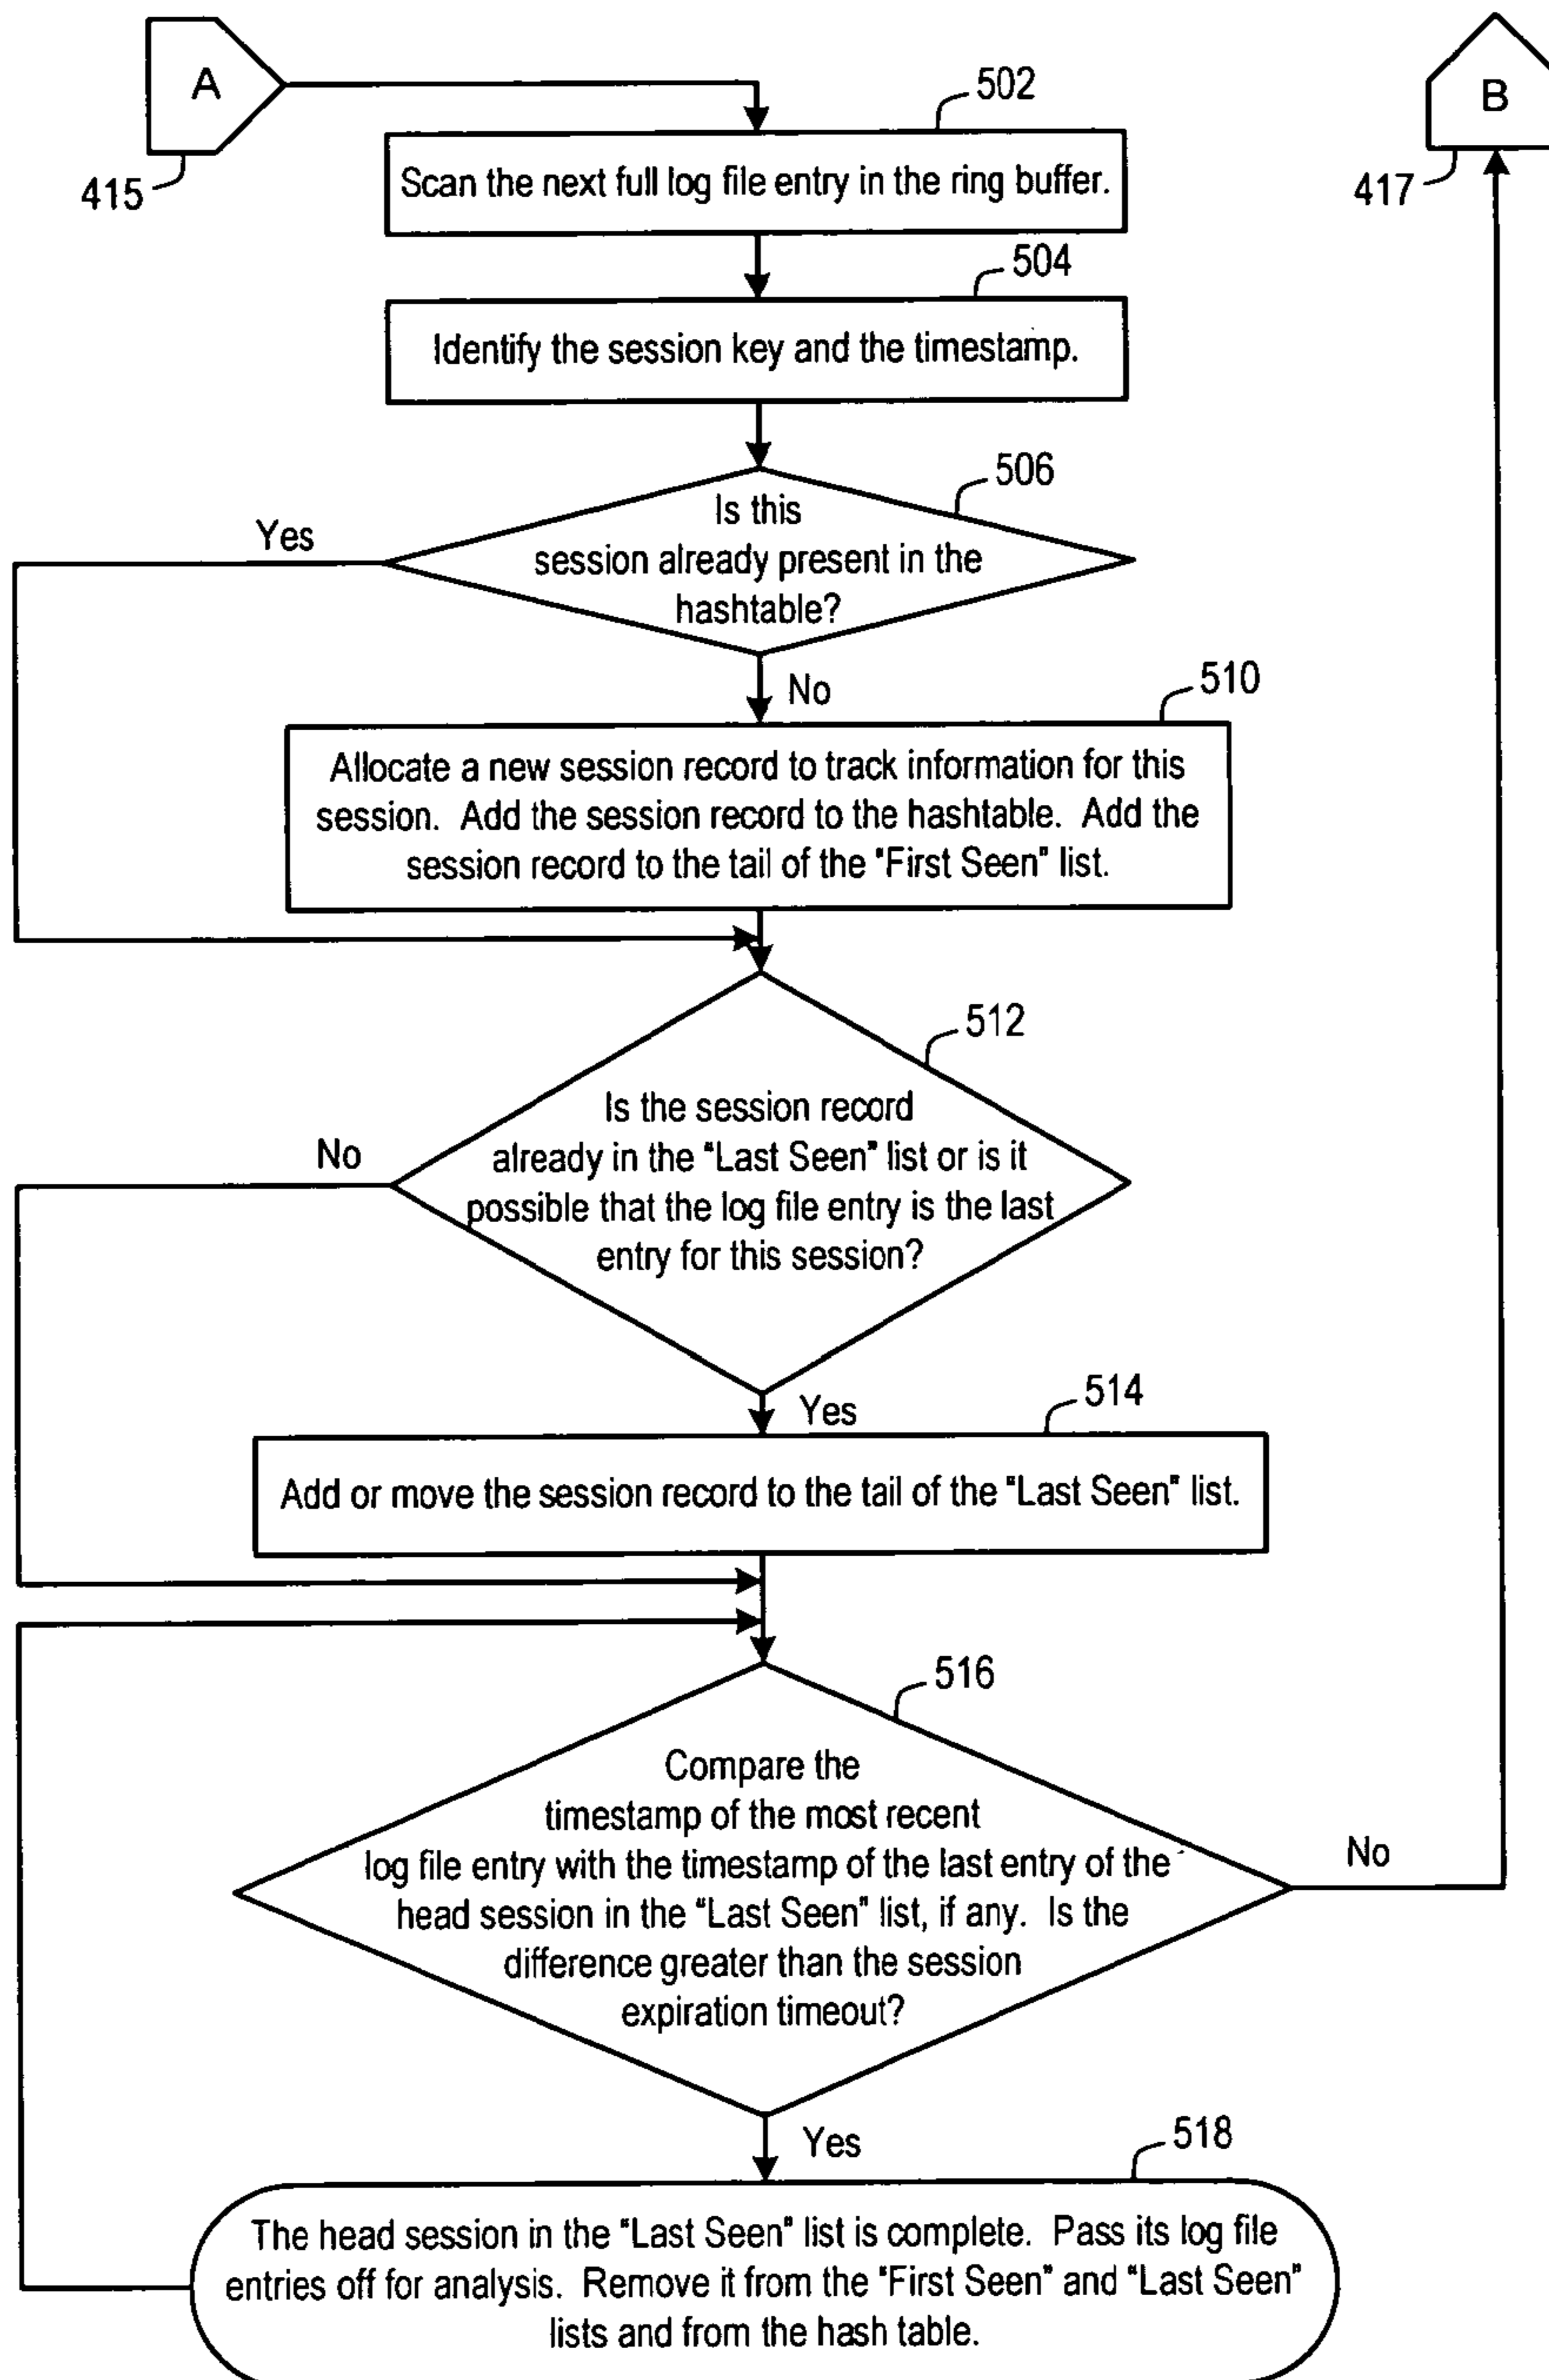 A
B
502
415
417
Scan the next full log file entry in the ring buffer.
504
Identify the session key and the timestamp.
506
Yes
Is this
session already present in the
hashtable?
No
510
Allocate a new session record to track information for this
session. Add the session record to the hashtable. Add the
session record to the tail of the "First Seen" list.
512
No
Is the session record
already in the "Last Seen" list or is it
possible that the log file entry is the last
entry for this session?
Yes
514
Add or move the session record to the tail of the "Last Seen" list.
516
Compare the
timestamp of the most recent
log file entry with the timestamp of the last entry of the
head session in the "Last Seen" list, if any. Is the
difference greater than the session
expiration timeout?
No
Yes
518
The head session in the "Last Seen" list is complete. Pass its log file
entries off for analysis. Remove it from the "First Seen" and "Last Seen"
lists and from the hash table.